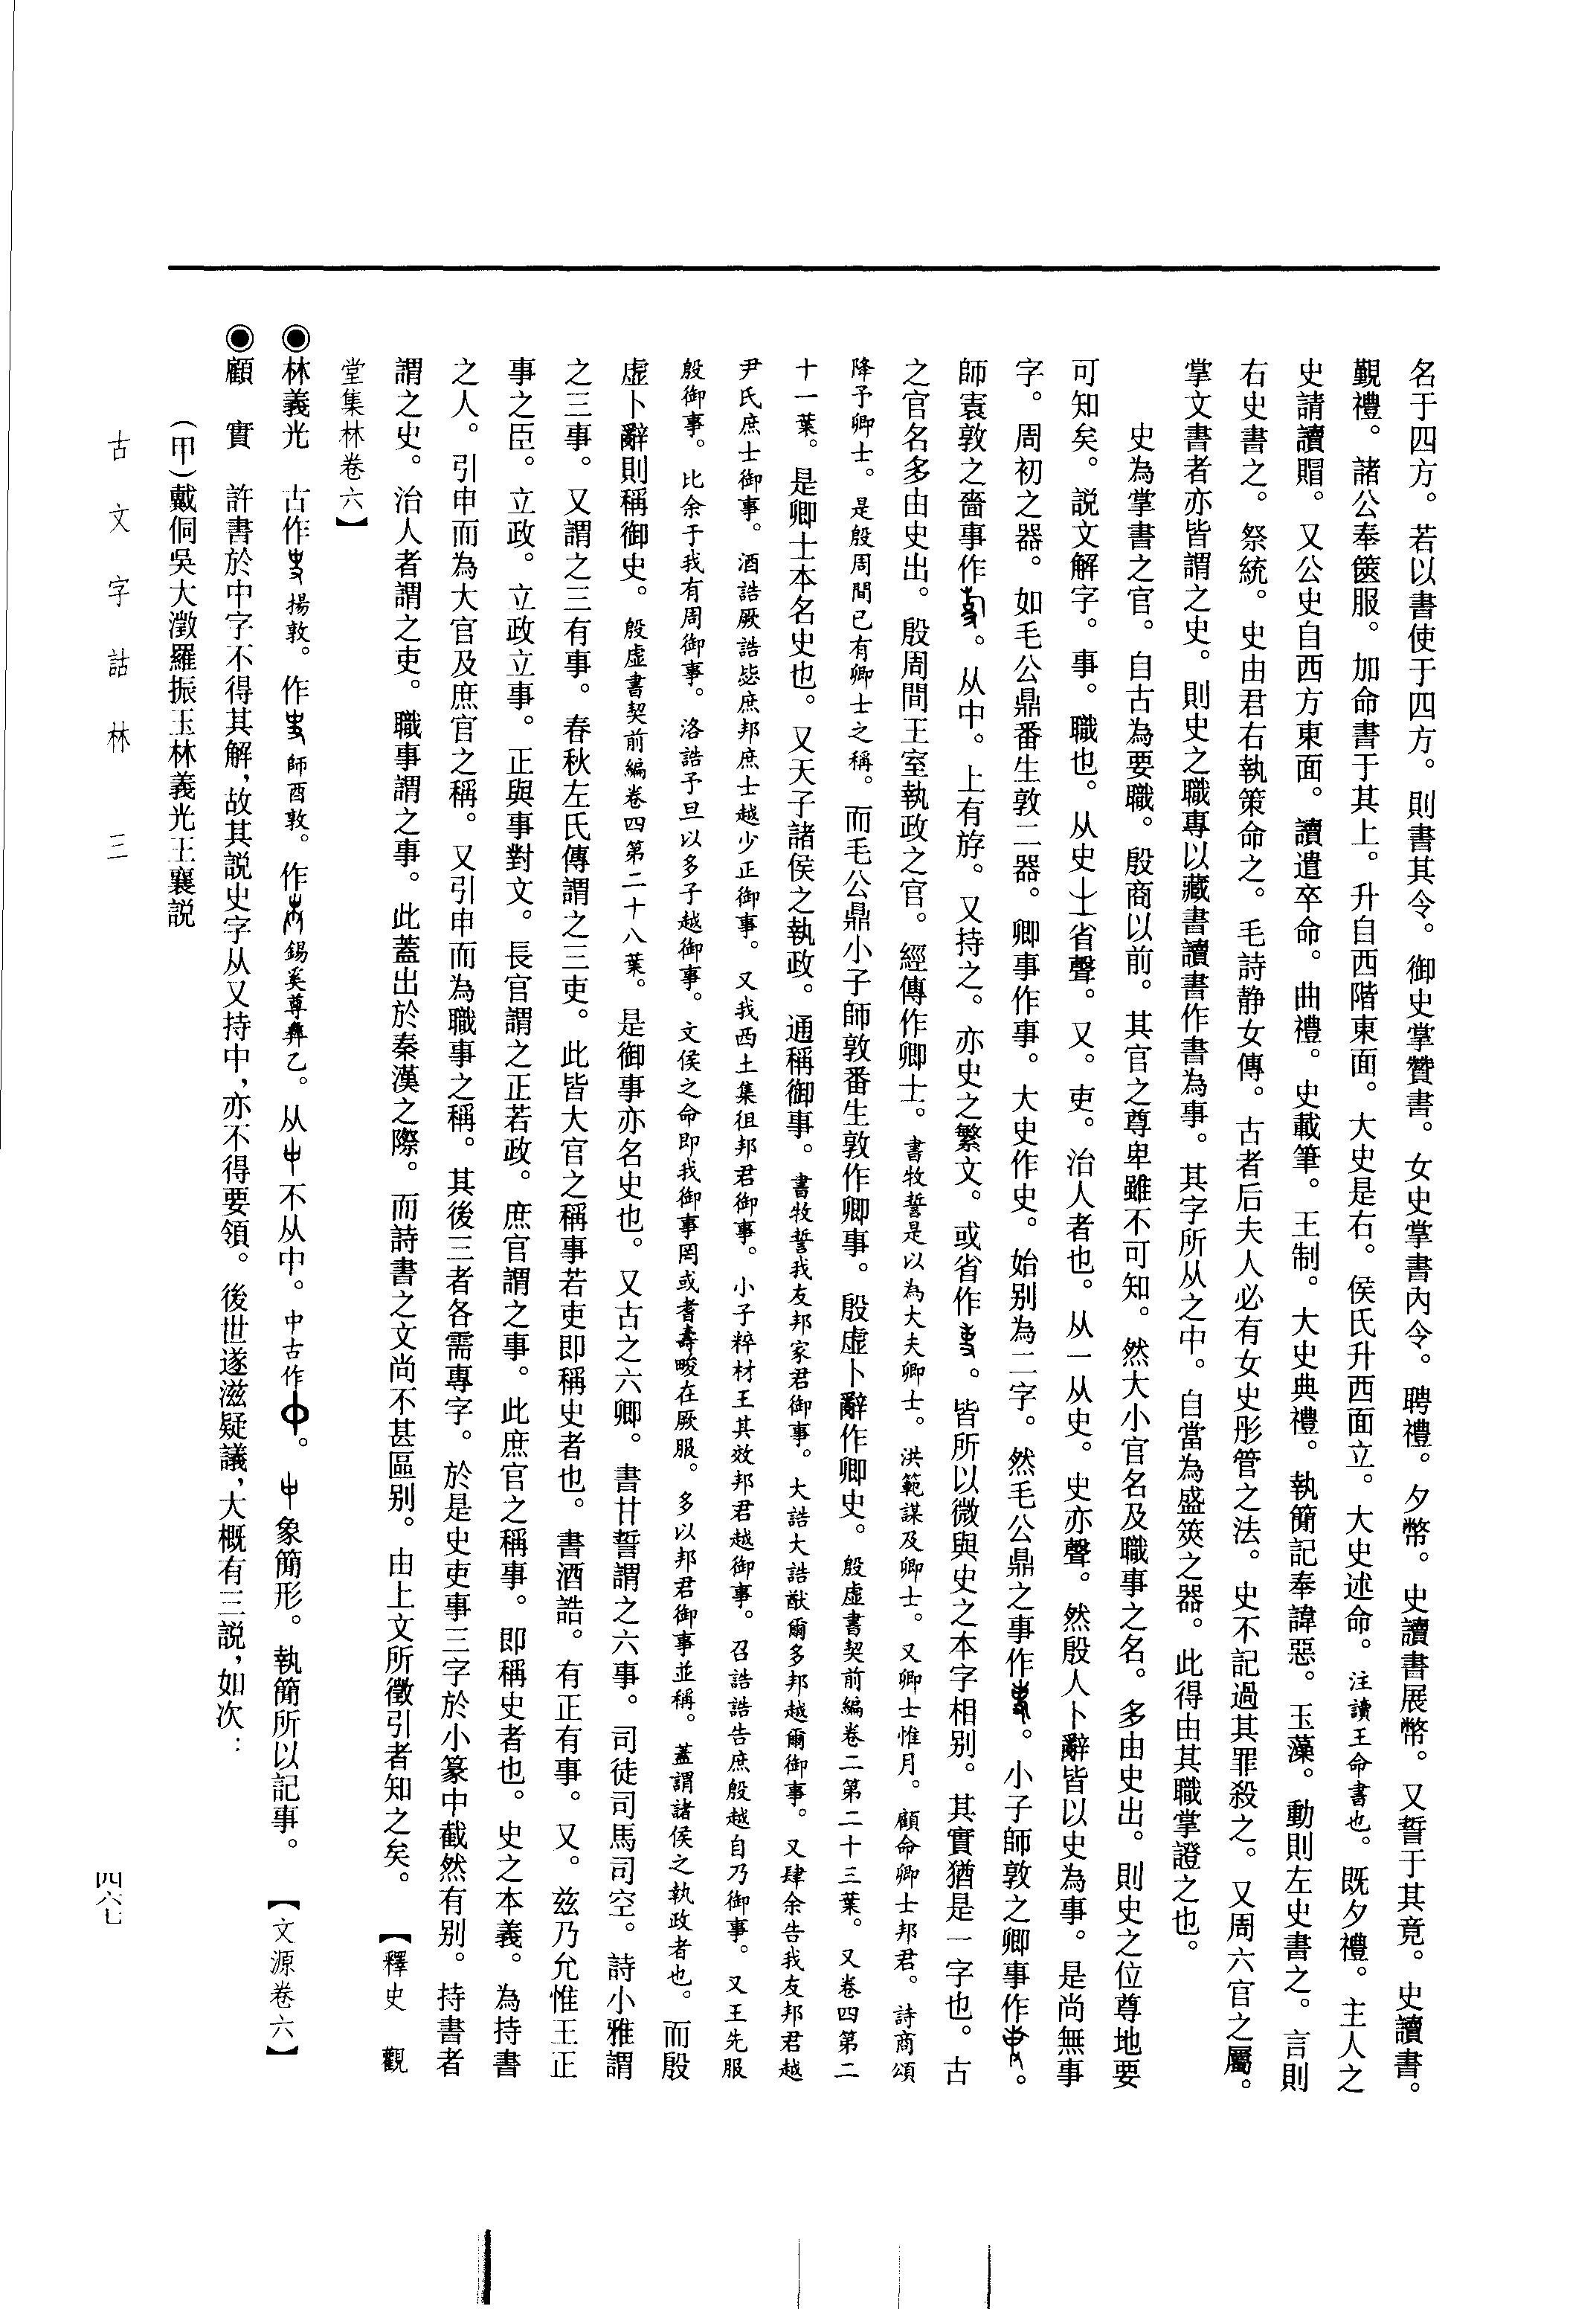 名于四方。若以書使于四方。則書其令。御史掌贊書。女史掌書內令。聘禮。夕幣。史讀書展幣。又誓于其竟。史讀書。
覲禮。諸公奉篋服。加命書于其上。升自西階東面。大史是右。侯氏升西面立。大史述命。注讀王命書也。既夕禮。主人之
史請讀賵。又公史自西方東面。讀遣卒命。曲禮。史載筆。王制。大史典禮。執簡記奉諱惡。玉藻。動則左史書之。言則
右史書之。祭統。史由君右執策命之。毛詩静女傳。古者后夫人必有女史彤管之法。史不記過其罪殺之。又周六官之屬。
掌文書者亦皆謂之史。則史之職專以藏書讀書作書為事。其字所从之中。自當為盛筴之器。此得由其職掌證之也。
史為掌書之官。自古為要職。殷商以前。其官之尊卑雖不可知。然大小官名及職事之名。多由史出。則史之位尊地要
可知矣。説文解字。事。職也。从史㞢省聲。又。吏。治人者也。从一从史。史亦聲。然殷人卜辭皆以史為事。是尚無事
字。周初之器。如毛公鼎番生敦二器。卿事作事。大史作史。始别為二字。然毛公鼎之事作。小子師敦之卿事作。
師㝨敦之嗇事作。从中。上有斿。又持之。亦史之繁文。或省作。皆所以微與史之本字相别。其實猶是一字也。古
之官名多由史出。殷周間王室執政之官。經傳作卿士。書牧誓是以為大夫卿士。洪範謀及卿士。又卿士惟月。顧命卿士邦君。詩商頌
降予卿士。是殷周間已有卿士之稱。而毛公鼎小子師敦番生敦作卿事。殷虚卜辭作卿史。殷虚書契前編卷二第二十三葉。又卷四第二
十一葉。是卿士本名史也。又天子諸侯之執政。通稱御事。書牧誓我友邦家君御事。大誥大誥猷爾多邦越爾御事。又肆余告我友邦君越
尹氏庶士御事。酒誥厥誥毖庶邦庶士越少正御事。又我西土棐徂邦君御事。小子梓材王其效邦君越御事。召誥誥告庶殷越自乃御事。又王先服
殷御事。比余于我有周御事。洛誥予旦以多子越御事。文侯之命即我御事罔或耆壽畯在厥服。多以邦君御事並稱。蓋謂諸侯之執政者也。而殷
虚卜辭則稱御史。殷虚書契前編卷四第二十八葉。是御事亦名史也。又古之六卿。書甘誓謂之六事。司徒司馬司空。詩小雅謂
之三事。又謂之三有事。春秋左氏傳謂之三吏。此皆大官之稱事若吏即稱史者也。書酒誥。有正有事。又。兹乃允惟王正
事之臣。立政。立政立事。正與事對文。長官謂之正若政。庶官謂之事。此庶官之稱事。即稱史者也。史之本義。為持書
之人。引申而為大官及庶官之稱。又引申而為職事之稱。其後三者各需專字。於是史吏事三字於小篆中截然有别。持書者
謂之史。治人者謂之吏。職事謂之事。此蓋出於秦漢之際。而詩書之文尚不甚區别。由上文所徵引者知之矣。【釋史　觀
堂集林卷六】
◉林義光　古作揚敦。作師酉敦。作錫奚尊彝乙。从不从中。中古作。象簡形。執簡所以記事。【文源卷六】
◉顧　實　許書於中字不得其解，故其説史字从又持中，亦不得要領。後世遂滋疑議，大概有三説，如次：
（甲）戴侗吳大澂羅振玉林義光王襄説
古文字詁林　三
四六七